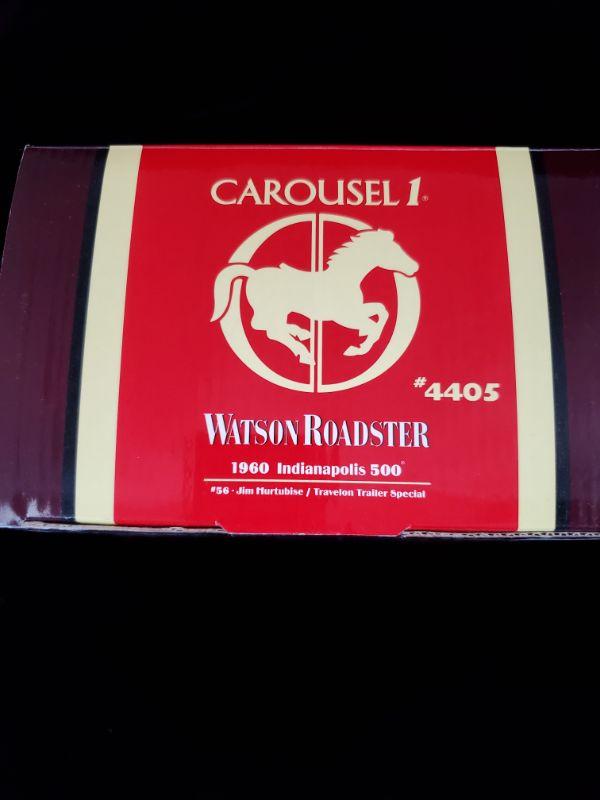 CAROUSEL 1®
#4405
WATSON ROADSTER
1960 Indianapolis 500®
#56 - Jim Hurtubise / Travelon Trailer Special